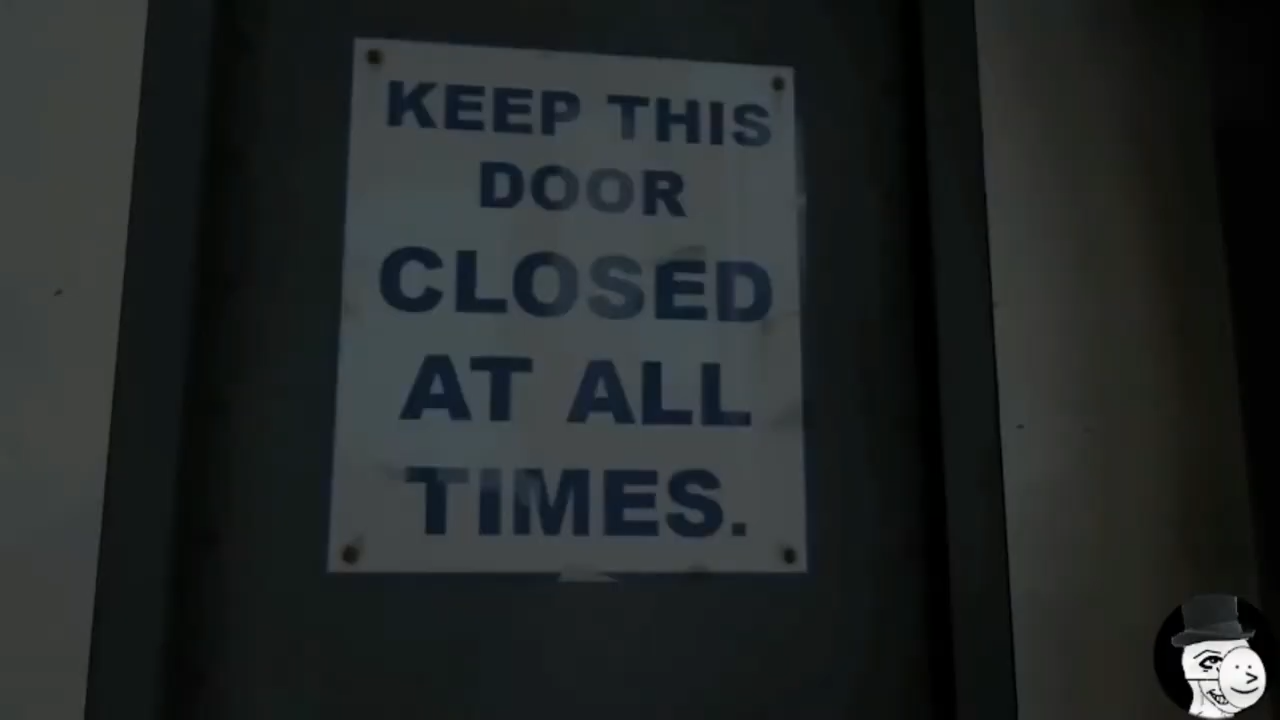 KEEP THIS
DOOR
CLOSED
AT ALL
TIMES.